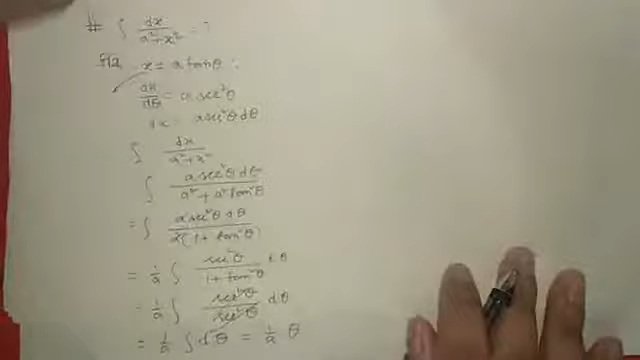 # ∫ dx / a²+x² = ?
x = a tanθ
dx/dθ = a sec²θ
dx = a sec²θ dθ
∫ dx / a²+x²
∫ a sec²θ dθ / a² + a² tan²θ
= ∫ a sec²θ dθ / a²(1 + tan²θ)
= 1/a ∫ sec²θ / 1 + tan²θ dθ
= 1/a ∫ sec²θ / sec²θ dθ
= 1/a ∫ dθ = 1/a θ